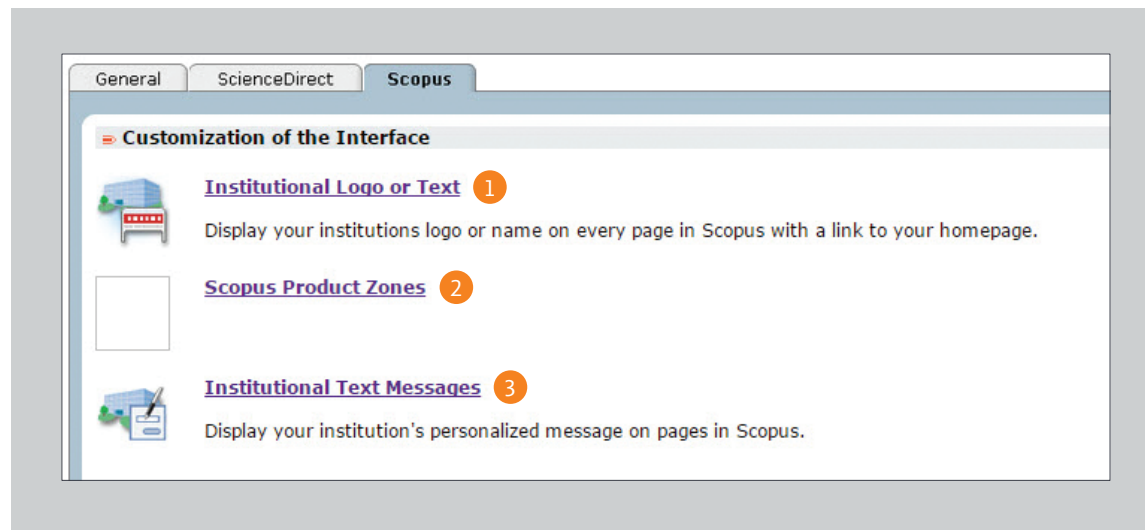 General ScienceDirect Scopus
Customization of the Interface
Institutional Logo or Text 1
Display your institutions logo or name on every page in Scopus with a link to your homepage.
Scopus Product Zones 2
Institutional Text Messages 3
Display your institution's personalized message on pages in Scopus.